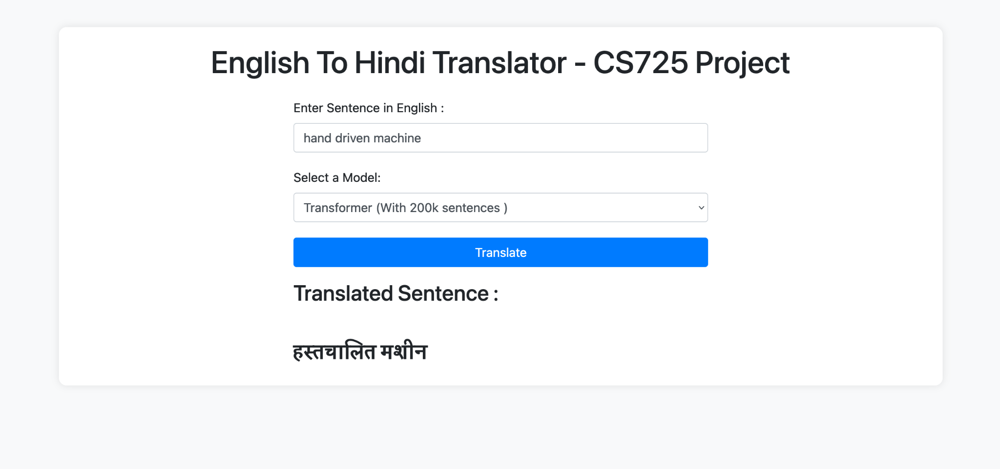 English To Hindi Translator - CS725 Project
Enter Sentence in English :
hand driven machine
Select a Model:
Transformer (With 200k sentences )
Translate
Translated Sentence :
हस्तचालित मशीन